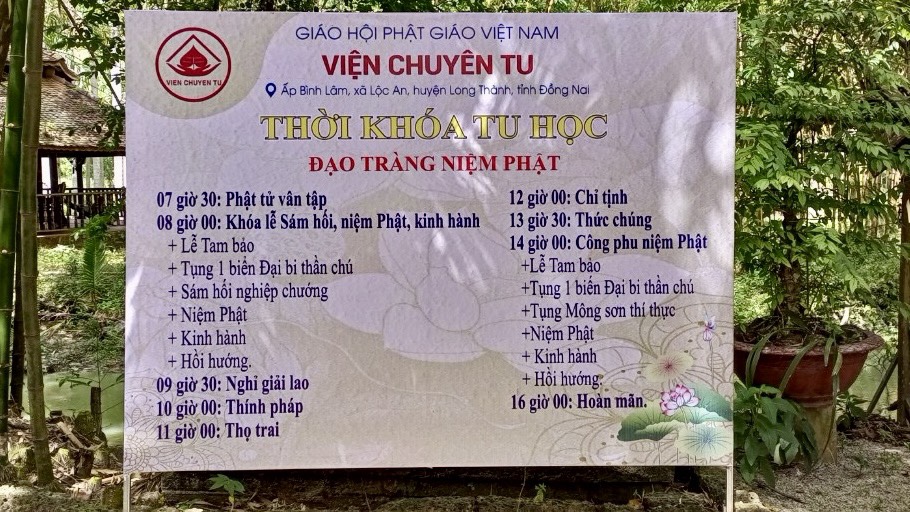 GIÁO HỘI PHẬT GIÁO VIỆT NAM
VIỆN CHUYÊN TU
VIỆN CHUYÊN TU
Ấp Bình Lâm, xã Lộc An, huyện Long Thành, tỉnh Đồng Nai
THỜI KHÓA TU HỌC
ĐẠO TRÀNG NIỆM PHẬT
07 giờ 30: Phật tử vân tập
08 giờ 00: Khóa lễ Sám hối, niệm Phật, kinh hành
+ Lễ Tam bảo
+ Tụng 1 biến Đại bi thần chú
+ Sám hối nghiệp chướng
+ Niệm Phật
+ Kinh hành
+ Hồi hướng.
09 giờ 30: Nghỉ giải lao
10 giờ 00: Thính pháp
11 giờ 00: Thọ trai
12 giờ 00: Chỉ tịnh
13 giờ 30: Thức chúng
14 giờ 00: Công phu niệm Phật
+Lễ Tam bảo
+Tụng 1 biến Đại bi thần chú
+Tụng Mông sơn thí thực
+Niệm Phật
+ Kinh hành
+ Hồi hướng.
16 giờ 00: Hoàn mãn.